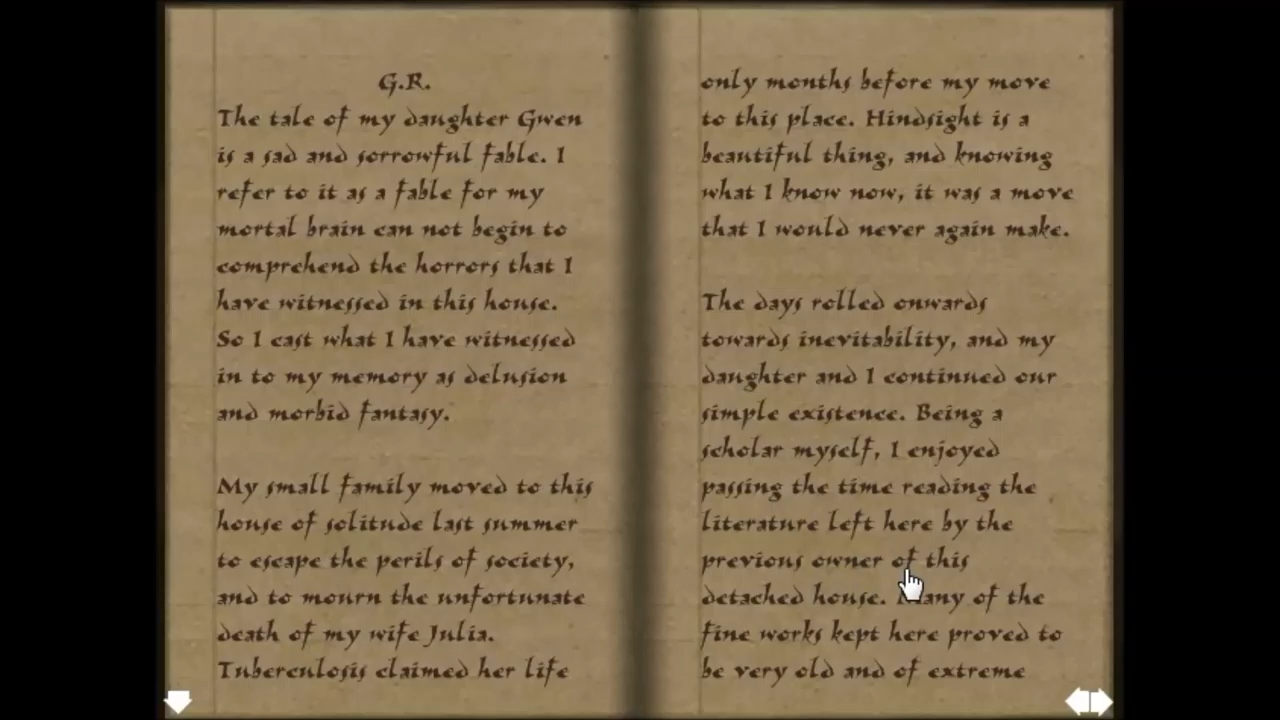 G.R.
The tale of my daughter Gwen
is a sad and sorrowful fable. I
refer to it as a fable for my
mortal brain can not begin to
comprehend the horrors that I
have witnessed in this house.
So I cast what I have witnessed
in to my memory as delusion
and morbid fantasy.
My small family moved to this
house of solitude last summer
to escape the perils of society,
and to mourn the unfortunate
death of my wife Julia.
Tuberculosis claimed her life
only months before my move
to this place. Hindsight is a
beautiful thing, and knowing
what I know now, it was a move
that I would never again make.
The days rolled onwards
towards inevitability, and my
daughter and I continued our
simple existence. Being a
scholar myself, I enjoyed
passing the time reading the
literature left here by the
previous owner of this
detached house. Many of the
fine works kept here proved to
be very old and of extreme